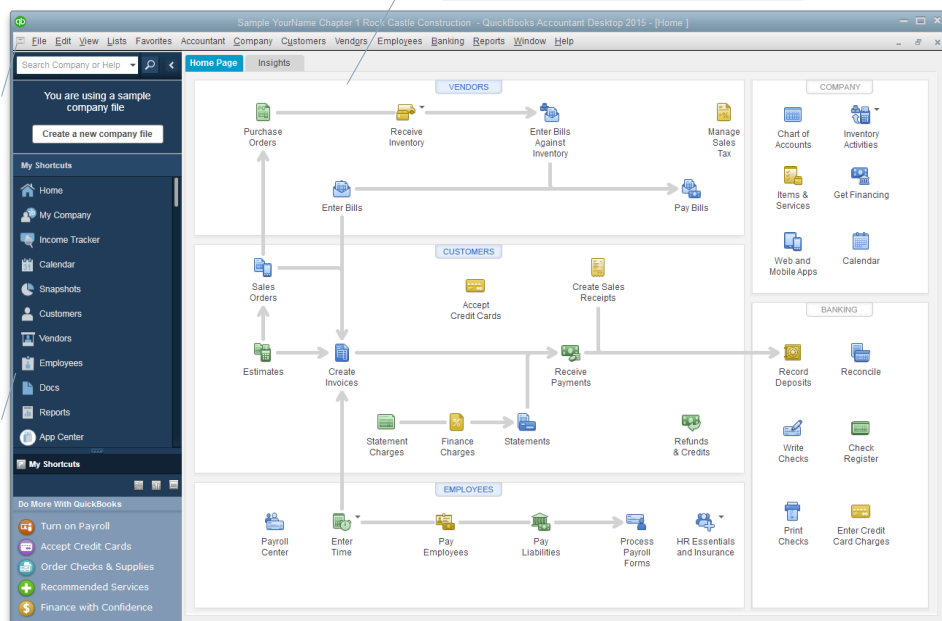 Sample YourName Chapter 1 Rock Castle Construction - QuickBooks Accountant Desktop 2015 - [Home ]
File Edit View Lists Favorites Accountant Company Customers Vendors Employees Banking Reports Window Help
Search Company or Help
Home Page
Insights
You are using a sample
company file
Create a new company file
My Shortcuts
Home
My Company
Income Tracker
Calendar
Snapshots
Customers
Vendors
Employees
Docs
Reports
App Center
My Shortcuts
Do More With QuickBooks
Turn on Payroll
Accept Credit Cards
Order Checks & Supplies
Recommended Services
Finance with Confidence
VENDORS
Purchase
Orders
Receive
Inventory
Enter Bills
Against
Inventory
Manage
Sales
Tax
Enter Bills
Pay Bills
CUSTOMERS
Sales
Orders
Accept
Credit Cards
Create Sales
Receipts
Estimates
Create
Invoices
Receive
Payments
Statement
Charges
Finance
Charges
Statements
Refunds
& Credits
EMPLOYEES
Payroll
Center
Enter
Time
Pay
Employees
Pay
Liabilities
Process
Payroll
Forms
HR Essentials
and Insurance
COMPANY
Chart of
Accounts
Inventory
Activities
Items &
Services
Get Financing
Web and
Mobile Apps
Calendar
BANKING
Record
Deposits
Reconcile
Write
Checks
Check
Register
Print
Checks
Enter Credit
Card Charges